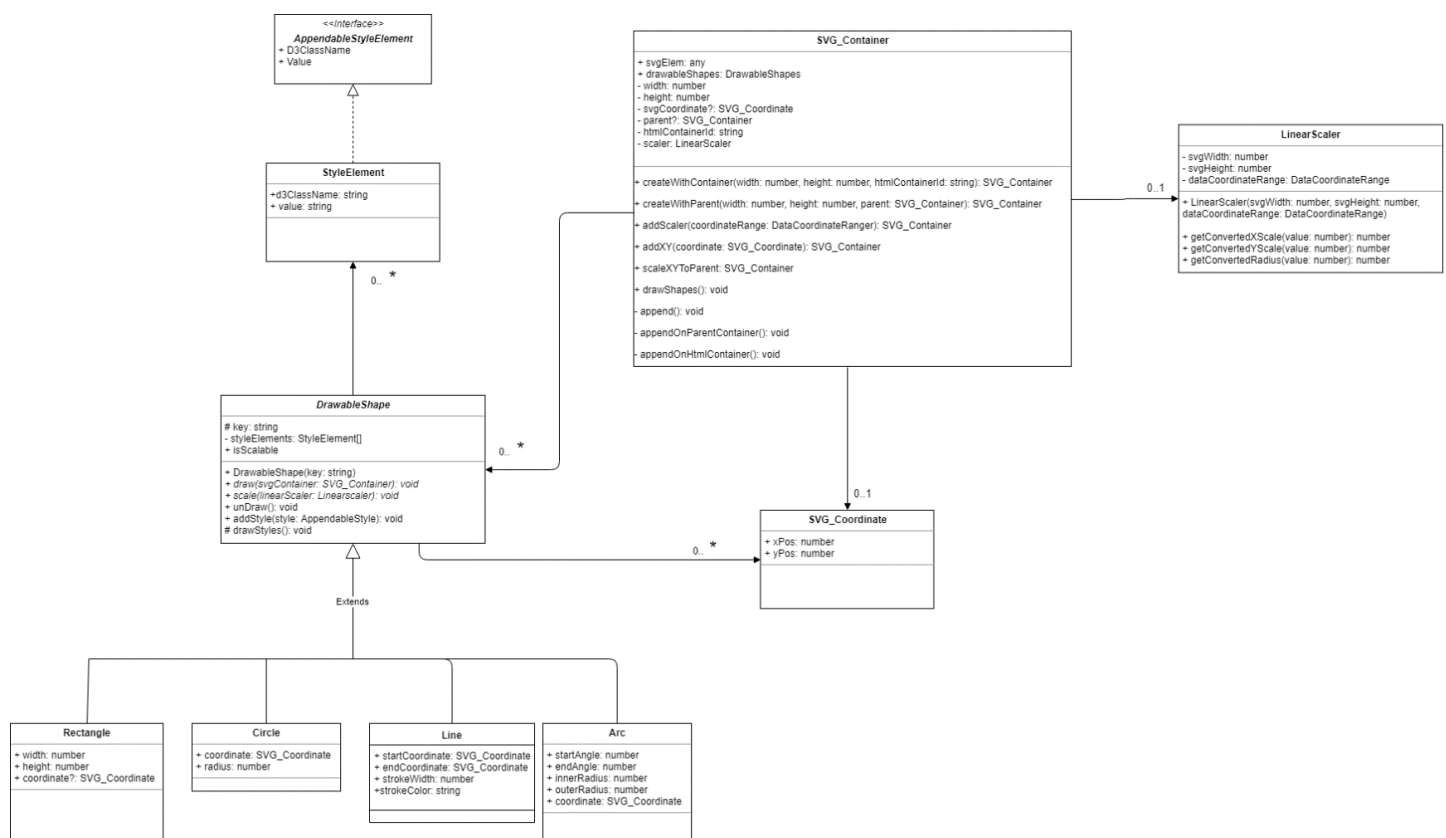 <<Interface>>
AppendableStyleElement
+ D3ClassName
+ Value
StyleElement
+d3ClassName: string
+ value: string
0.. *
SVG_Container
+ svgElem: any
+ drawableShapes: DrawableShapes
- width: number
- height: number
- svgCoordinate?: SVG_Coordinate
- parent?: SVG_Container
- htmlContainerId: string
- scaler: LinearScaler
+ createWithContainer(width: number, height: number, htmlContainerId: string): SVG_Container
+ createWithParent(width: number, height: number, parent: SVG_Container): SVG_Container
+ addScaler(coordinateRange: DataCoordinateRanger): SVG_Container
+ addXY(coordinate: SVG_Coordinate): SVG_Container
+ scaleXYToParent: SVG_Container
+ drawShapes(): void
- append(): void
- appendOnParentContainer(): void
- appendOnHtmlContainer(): void
0..1
LinearScaler
- svgWidth: number
- svgHeight: number
- dataCoordinateRange: DataCoordinateRange
+ LinearScaler(svgWidth: number, svgHeight: number,
dataCoordinateRange: DataCoordinateRange)
+ getConvertedXScale(value: number): number
+ getConvertedYScale(value: number): number
+ getConvertedRadius(value: number): number
DrawableShape
# key: string
- styleElements: StyleElement[]
+ isScalable
+ DrawableShape(key: string)
+ draw(svgContainer: SVG_Container): void
+ scale(linearScaler: Linearscaler): void
+ unDraw(): void
+ addStyle(style: AppendableStyle): void
# drawStyles(): void
0.. *
0..1
0.. *
SVG_Coordinate
+ xPos: number
+ yPos: number
Extends
Rectangle
+ width: number
+ height: number
+ coordinate?: SVG_Coordinate
Circle
+ coordinate: SVG_Coordinate
+ radius: number
Line
+ startCoordinate: SVG_Coordinate
+ endCoordinate: SVG_Coordinate
+ strokeWidth: number
+strokeColor: string
Arc
+ startAngle: number
+ endAngle: number
+ innerRadius: number
+ outerRadius: number
+ coordinate: SVG_Coordinate